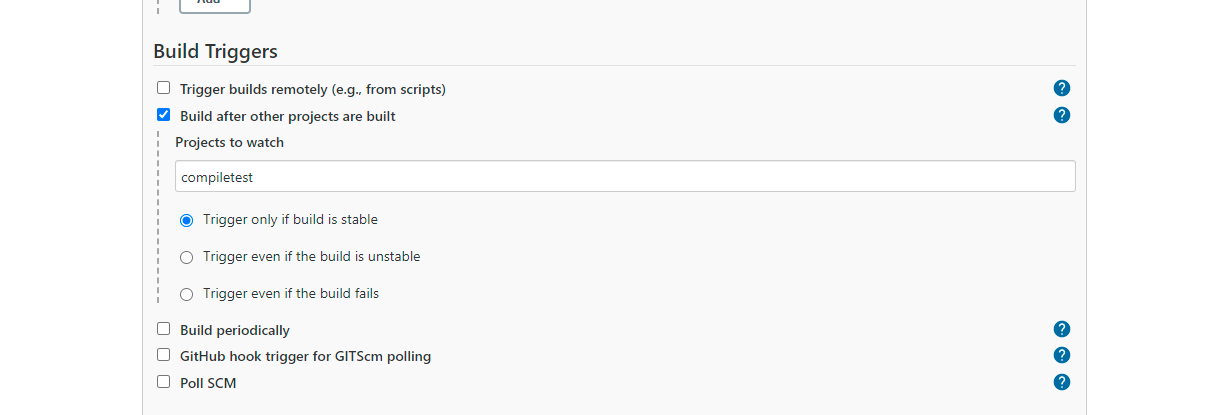 Build Triggers
Trigger builds remotely (e.g., from scripts)
?
Build after other projects are built
?
Projects to watch
compiletest
Trigger only if build is stable
Trigger even if the build is unstable
Trigger even if the build fails
Build periodically
?
GitHub hook trigger for GITScm polling
?
Poll SCM
?